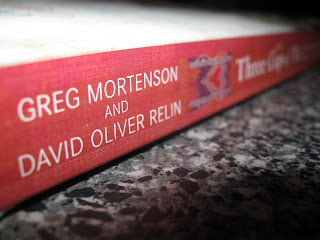 GREG MORTENSON
AND
DAVID OLIVER RELIN
Three Cups